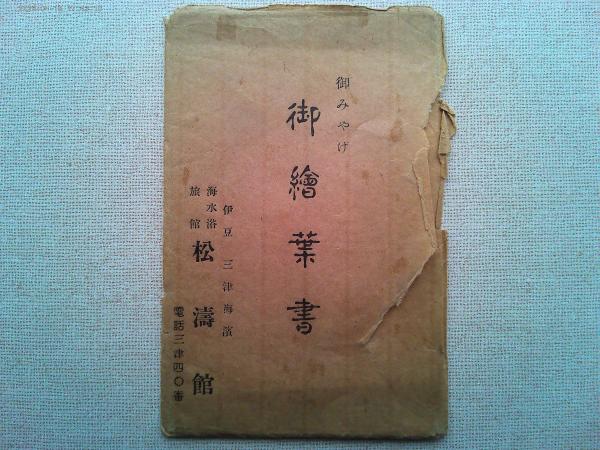 御みやげ
御繪葉書
伊豆 三津海濱
海水浴
旅館
松濤館
電話三津四〇番